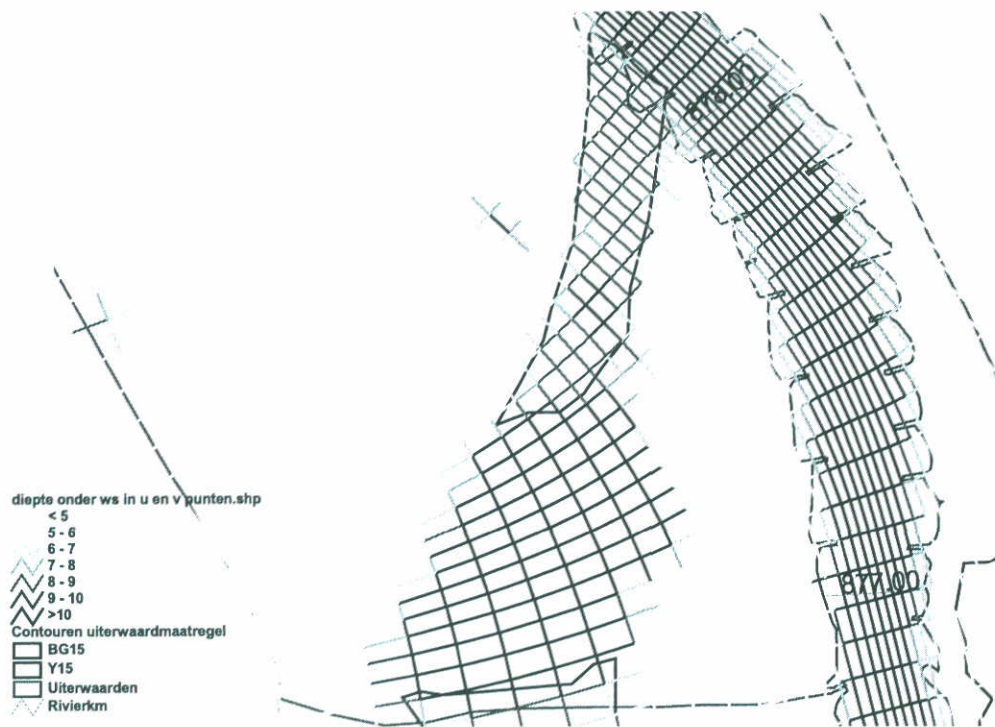 878.00
diepte onder ws in u en v punten.shp
< 5
5 - 6
6 - 7
7 - 8
8 - 9
9 - 10
>10
Contouren uiterwaardmaatregel
BG15
Y15
Uiterwaarden
Rivierkm
877.00